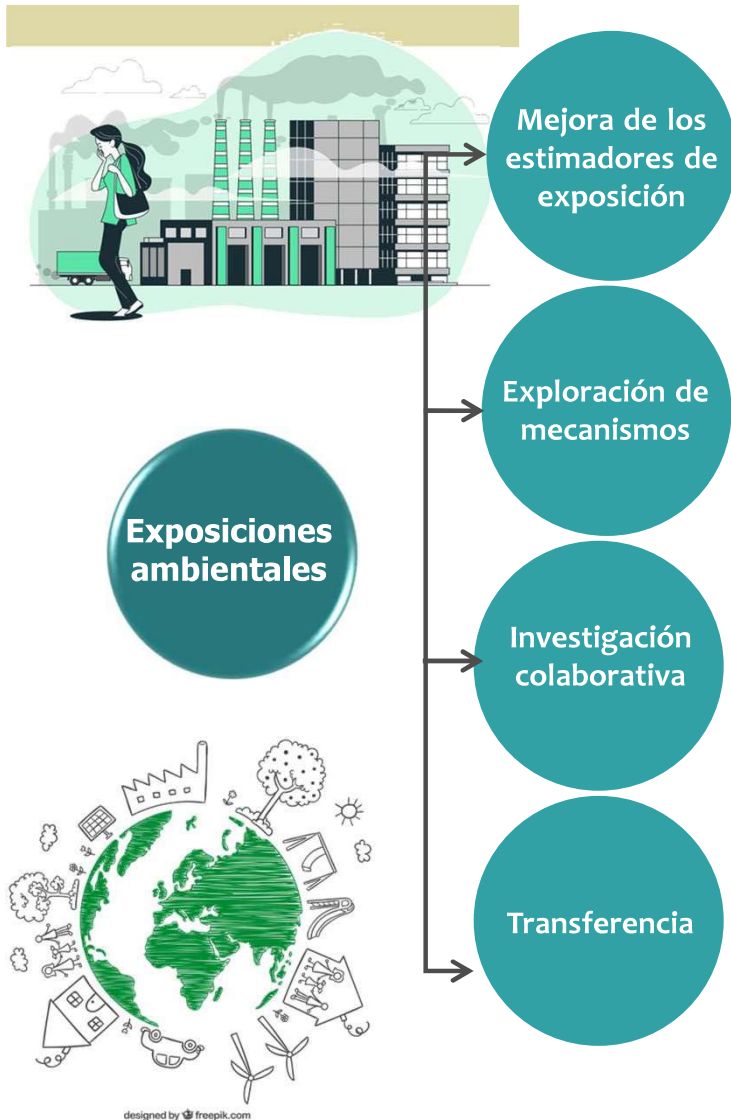 Mejora de los
estimadores de
exposición
Exploración de
mecanismos
Exposiciones
ambientales
Investigación
colaborativa
Transferencia
designed by freepik.com